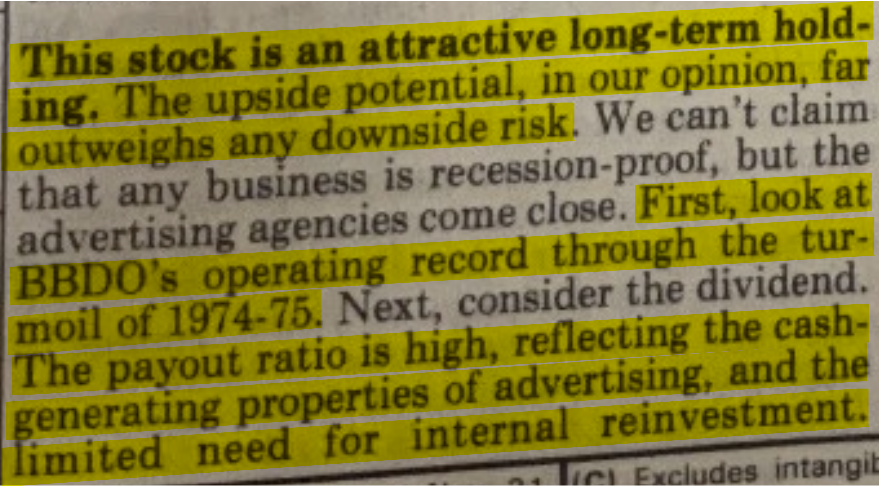 This stock is an attractive long-term hold-
ing. The upside potential, in our opinion, far
outweighs any downside risk. We can't claim
that any business is recession-proof, but the
advertising agencies come close. First, look at
BBDO's operating record through the tur-
moil of 1974-75. Next, consider the dividend.
The payout ratio is high, reflecting the cash-
generating properties of advertising, and the
limited need for internal reinvestment.
(C) Excludes